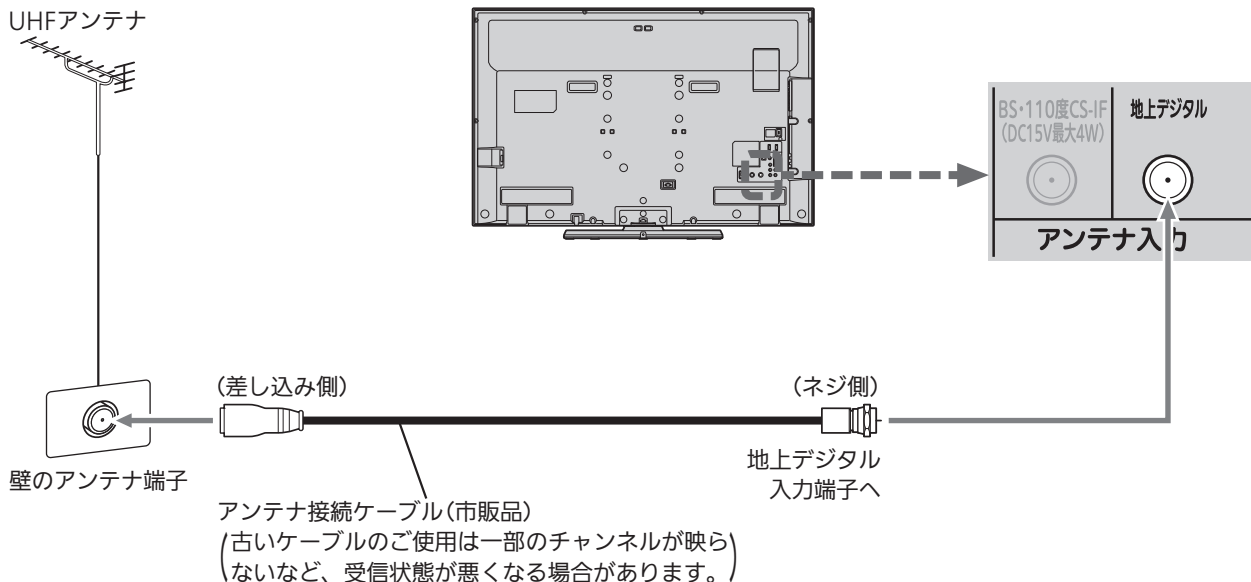 UHFアンテナ
BS・110度CS-IF
（DC15V最大4W）
地上デジタル
アンテナ入力
（差し込み側）
（ネジ側）
壁のアンテナ端子
地上デジタル
入力端子へ
アンテナ接続ケーブル（市販品）
（古いケーブルのご使用は一部のチャンネルが映ら
ないなど、受信状態が悪くなる場合があります。）